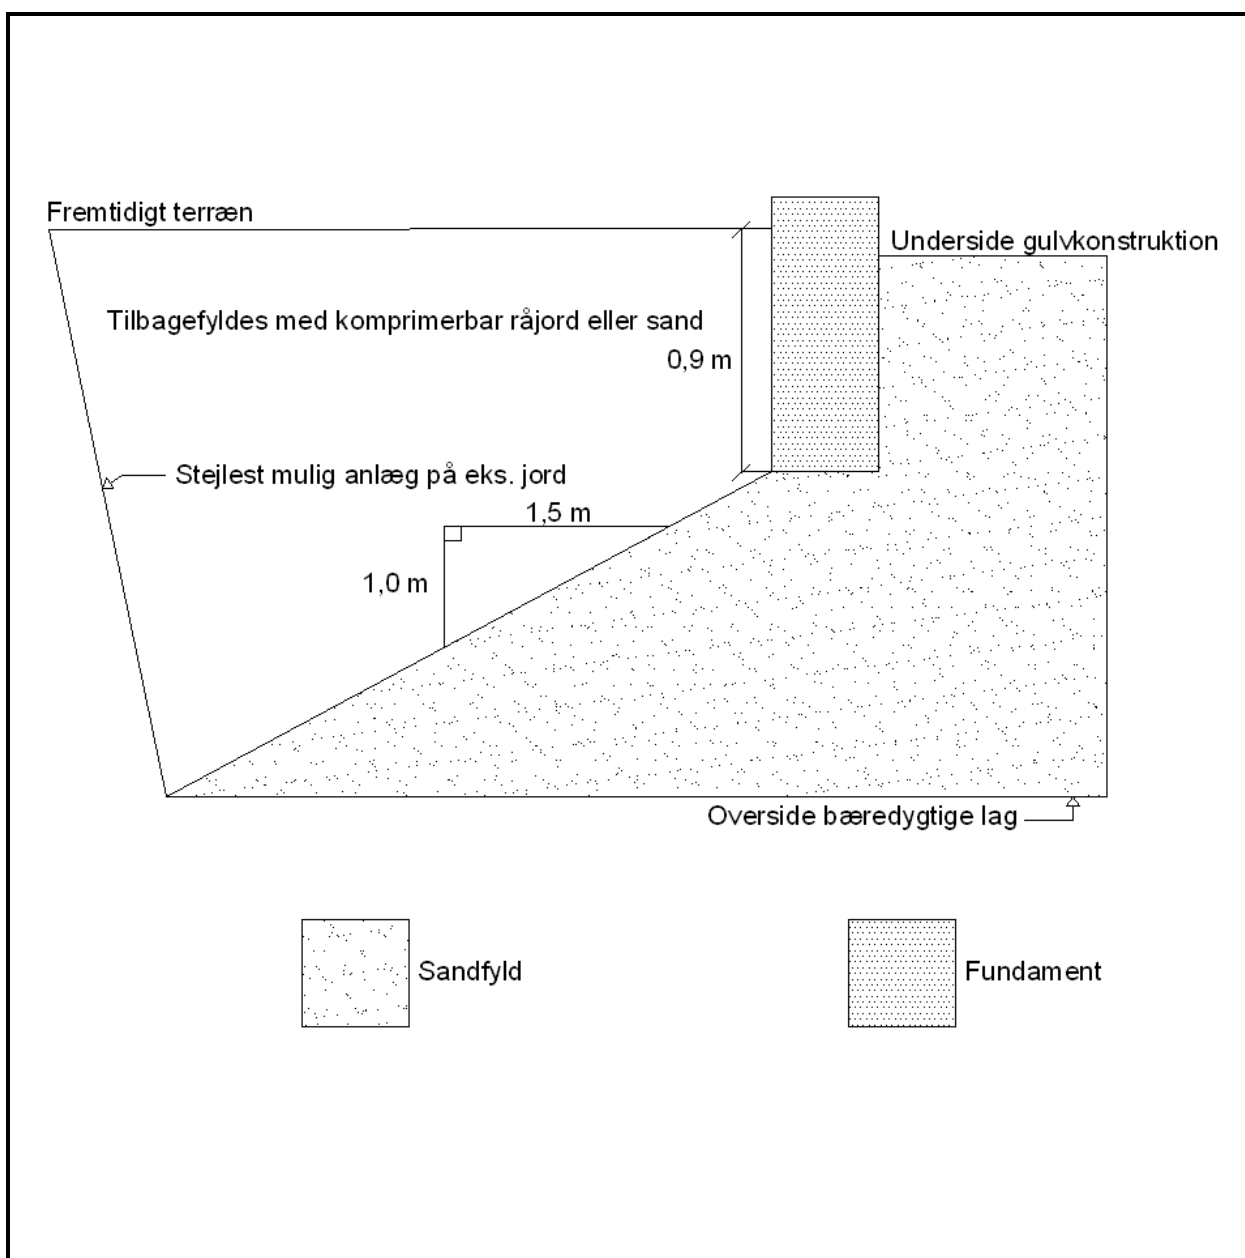 Fremtidigt terræn
Underside gulvkonstruktion
Tilbagefyldes med komprimerbar råjord eller sand
0,9 m
Stejlest mulig anlæg på eks. jord
1,5 m
1,0 m
Overside bæredygtige lag
Sandfyld
Fundament